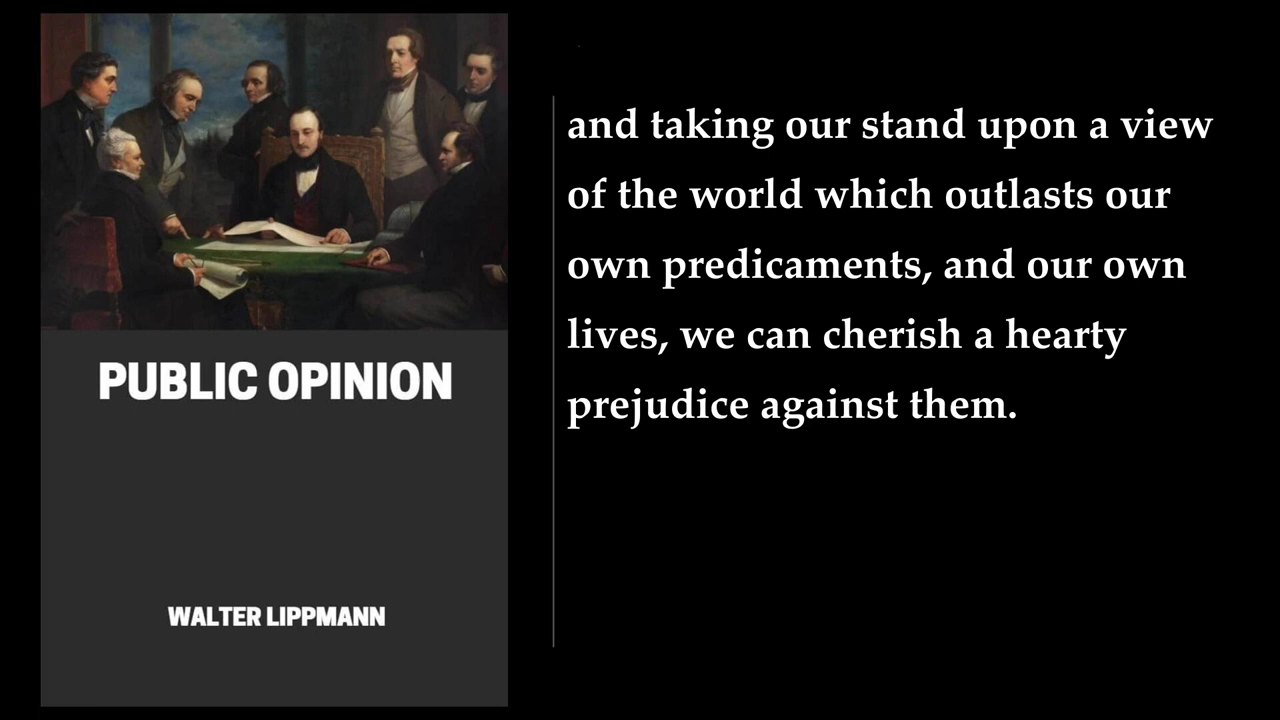 PUBLIC OPINION
WALTER LIPPMANN
and taking our stand upon a view
of the world which outlasts our
own predicaments, and our own
lives, we can cherish a hearty
prejudice against them.